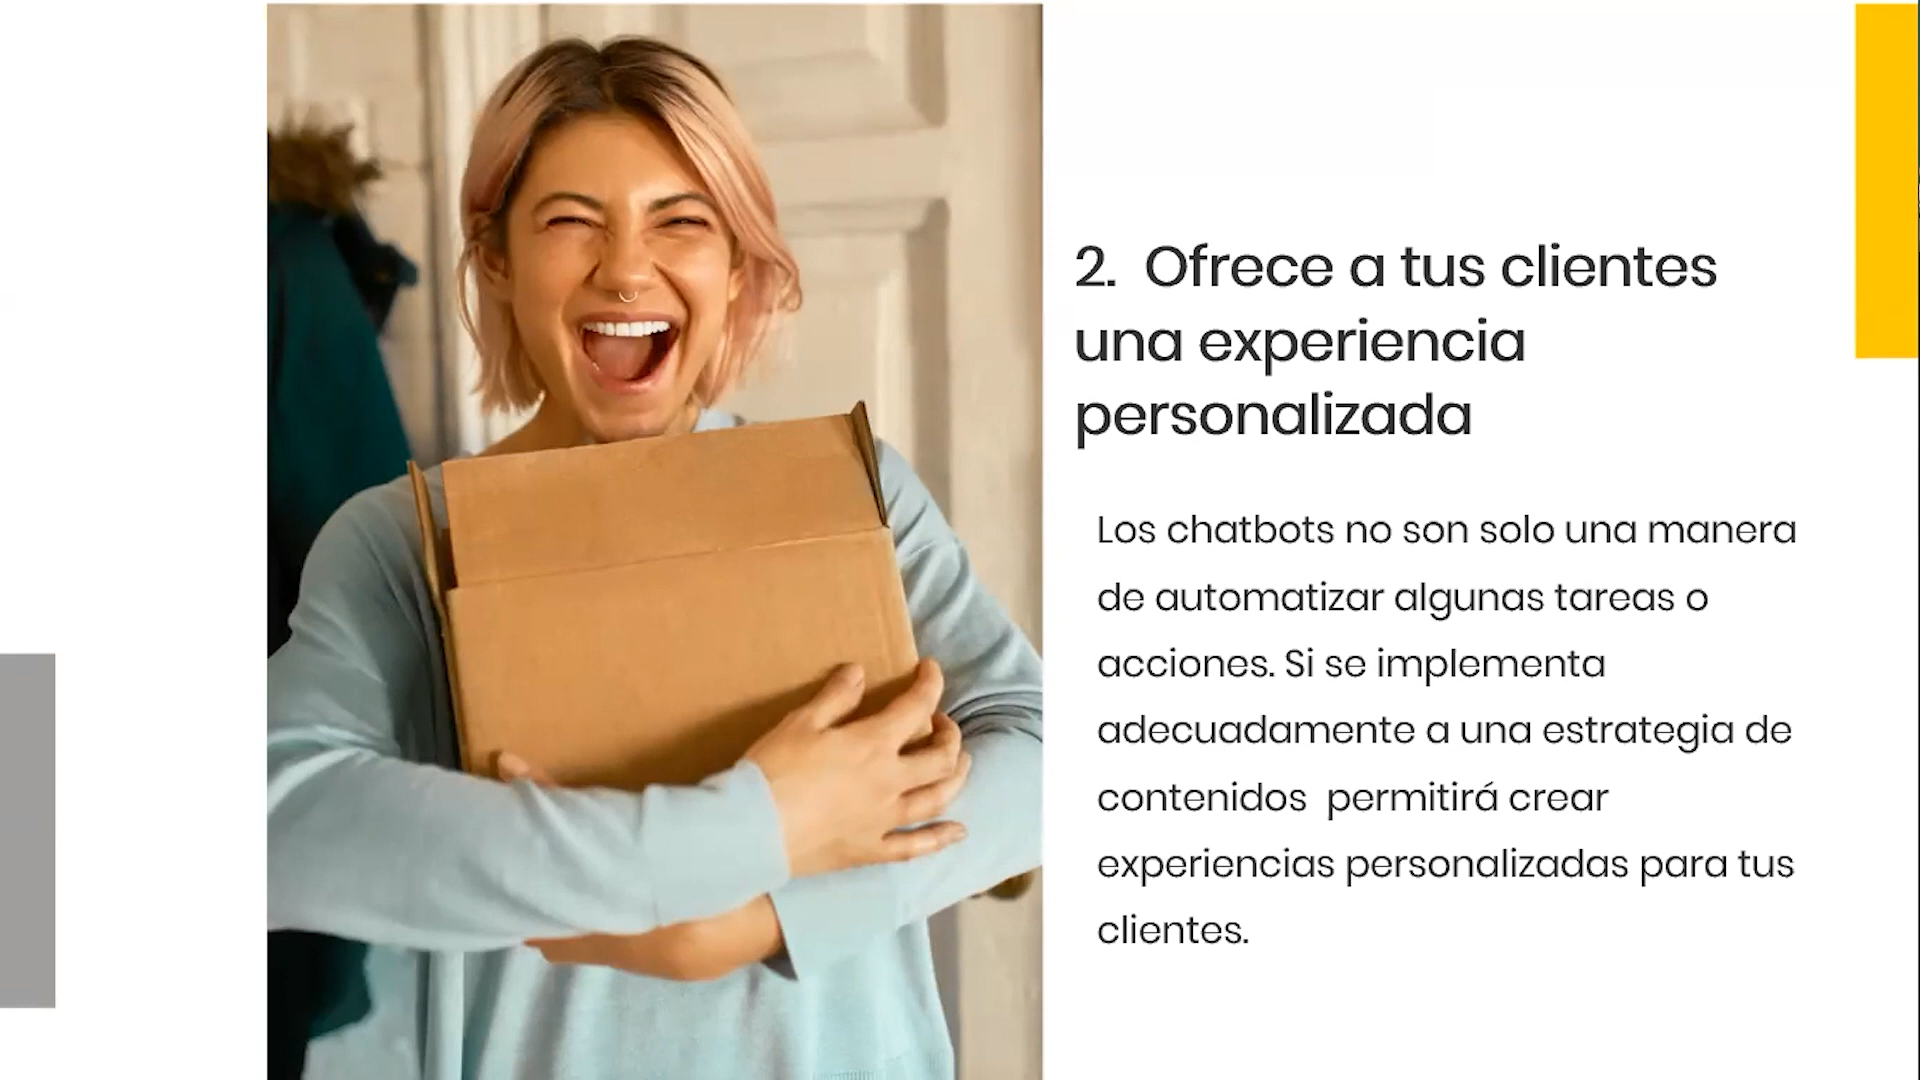 2.  Ofrece a tus clientes
una experiencia
personalizada
Los chatbots no son solo una manera
de automatizar algunas tareas o
acciones. Si se implementa
adecuadamente a una estrategia de
contenidos  permitirá crear
experiencias personalizadas para tus
clientes.